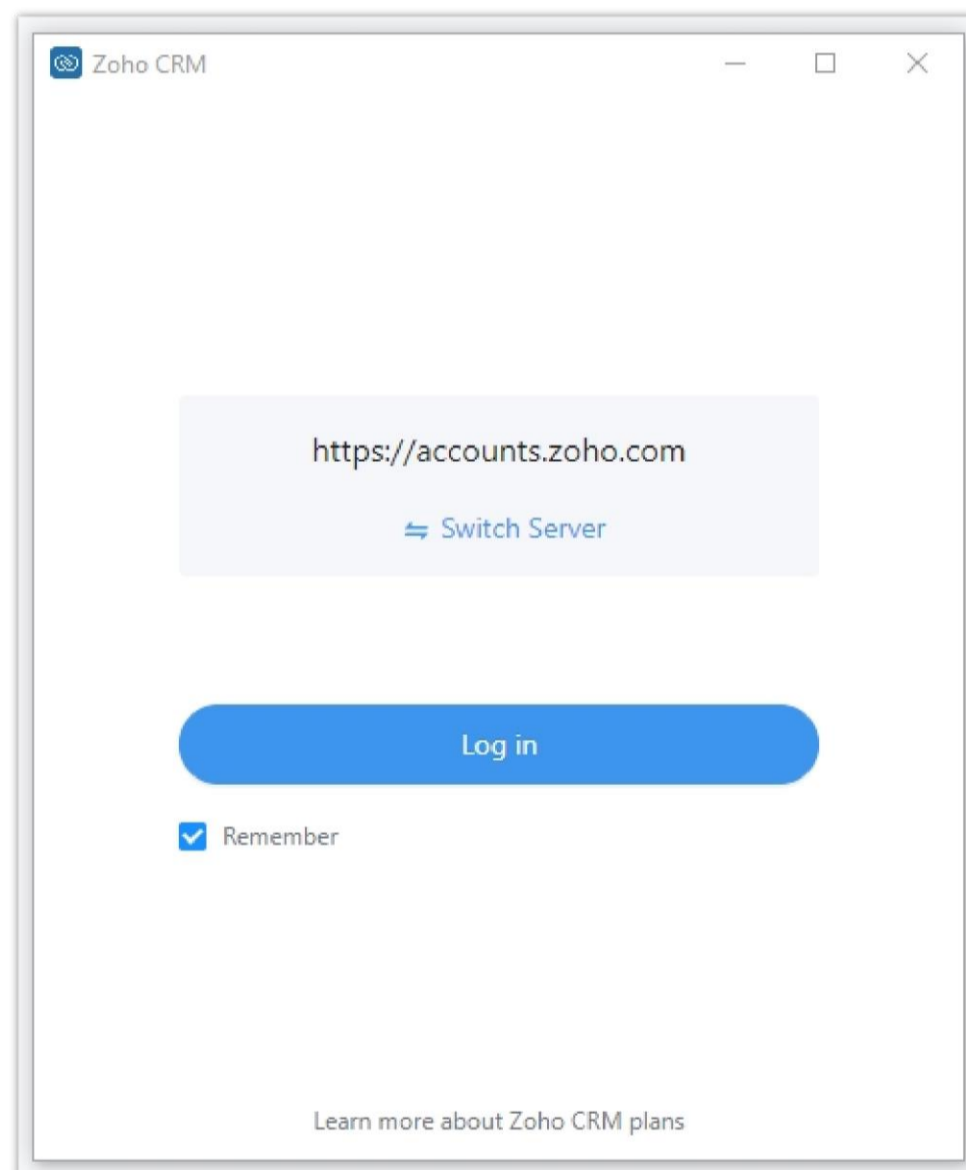 Zoho CRM
https://accounts.zoho.com
⇋ Switch Server
Log in
Remember
Learn more about Zoho CRM plans